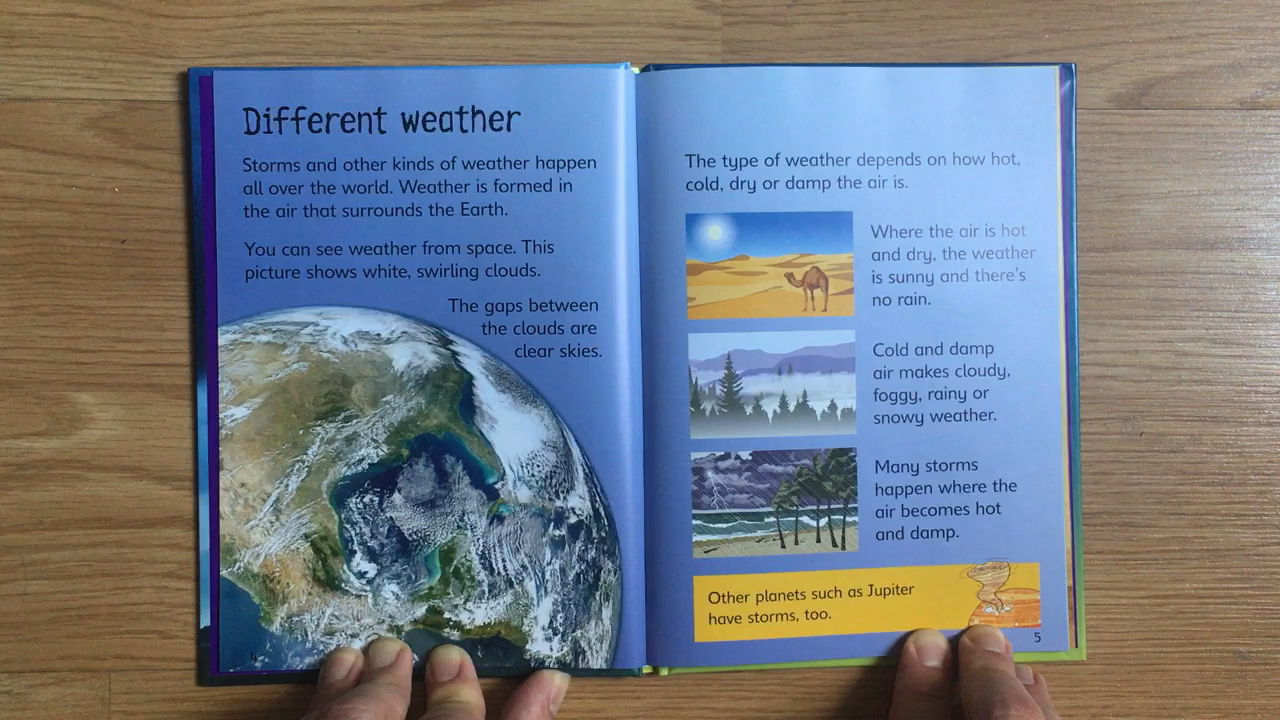 Different weather
Storms and other kinds of weather happen
all over the world. Weather is formed in
the air that surrounds the Earth.
You can see weather from space. This
picture shows white, swirling clouds.
The gaps between
the clouds are
clear skies.
4
The type of weather depends on how hot,
cold, dry or damp the air is.
Where the air is hot
and dry, the weather
is sunny and there's
no rain.
Cold and damp
air makes cloudy,
foggy, rainy or
snowy weather.
Many storms
happen where the
air becomes hot
and damp.
Other planets such as Jupiter
have storms, too.
5